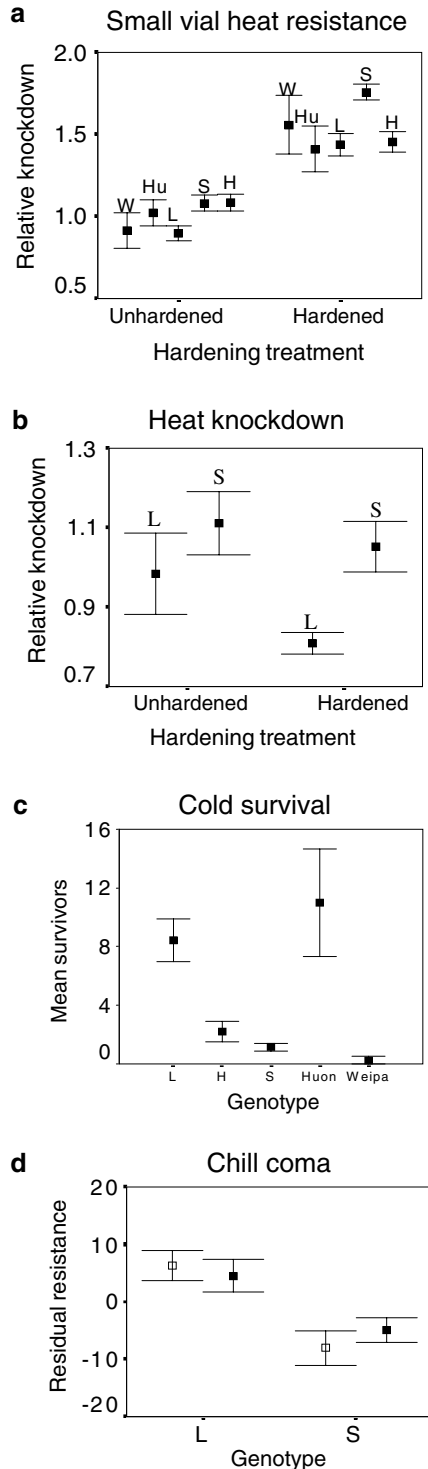 a Small vial heat resistance
2.0
1.5
1.0
0.5
Relative knockdown
W Hu L S H
W Hu L S H
Unhardened Hardened
Hardening treatment
b Heat knockdown
1.3
1.1
0.9
0.7
Relative knockdown
L S
L S
Unhardened Hardened
Hardening treatment
c Cold survival
16
12
8
4
0
Mean survivors
L H S Huon Weipa
Genotype
d Chill coma
20
10
0
-10
-20
Residual resistance
L S
Genotype